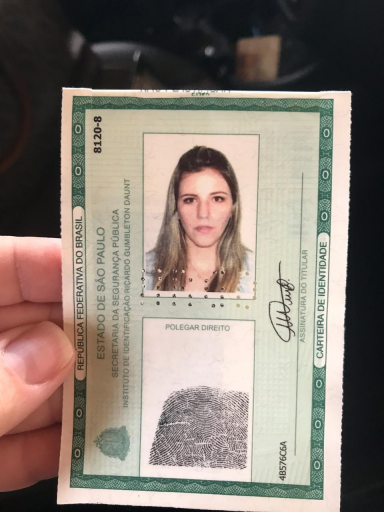 REPÚBLICA FEDERATIVA DO BRASIL
8120-8
ESTADO DE SÃO PAULO
SECRETARIA DA SEGURANÇA PÚBLICA
INSTITUTO DE IDENTIFICAÇÃO RICARDO GUMBLETON DAUNT
POLEGAR DIREITO
ASSINATURA DO TITULAR
4B576C6A
CARTEIRA DE IDENTIDADE